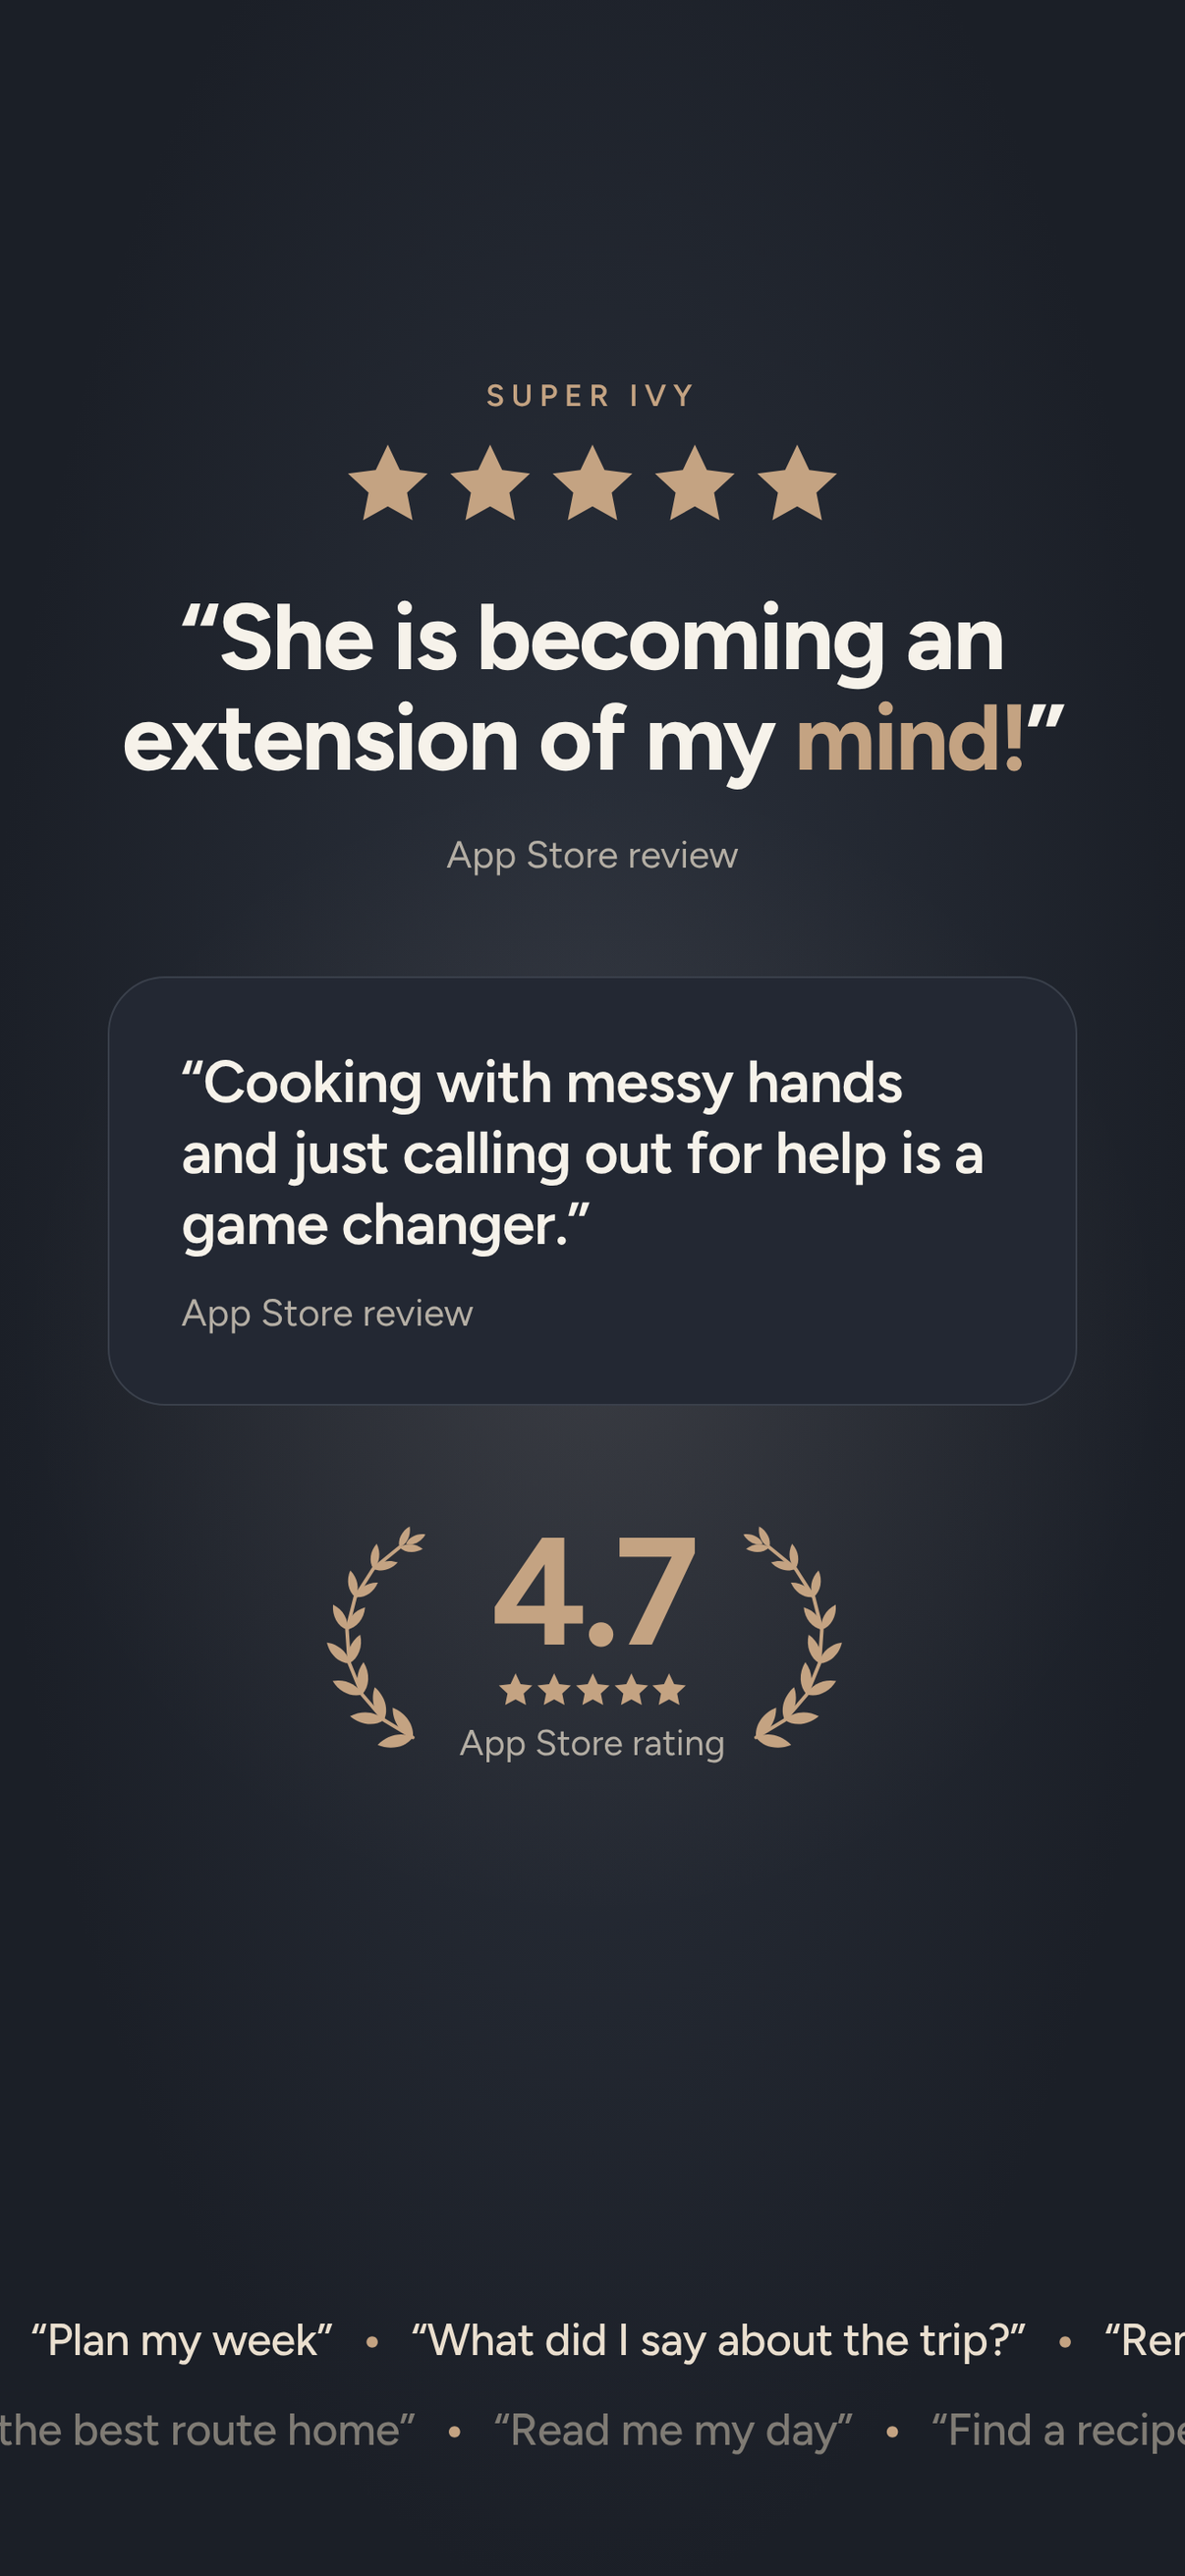 SUPER IVY
“She is becoming an
extension of my mind!”
App Store review
“Cooking with messy hands
and just calling out for help is a
game changer.”
App Store review
4.7
App Store rating
“Plan my week” • “What did I say about the trip?” •
the best route home” • “Read me my day” • “Find a recipe